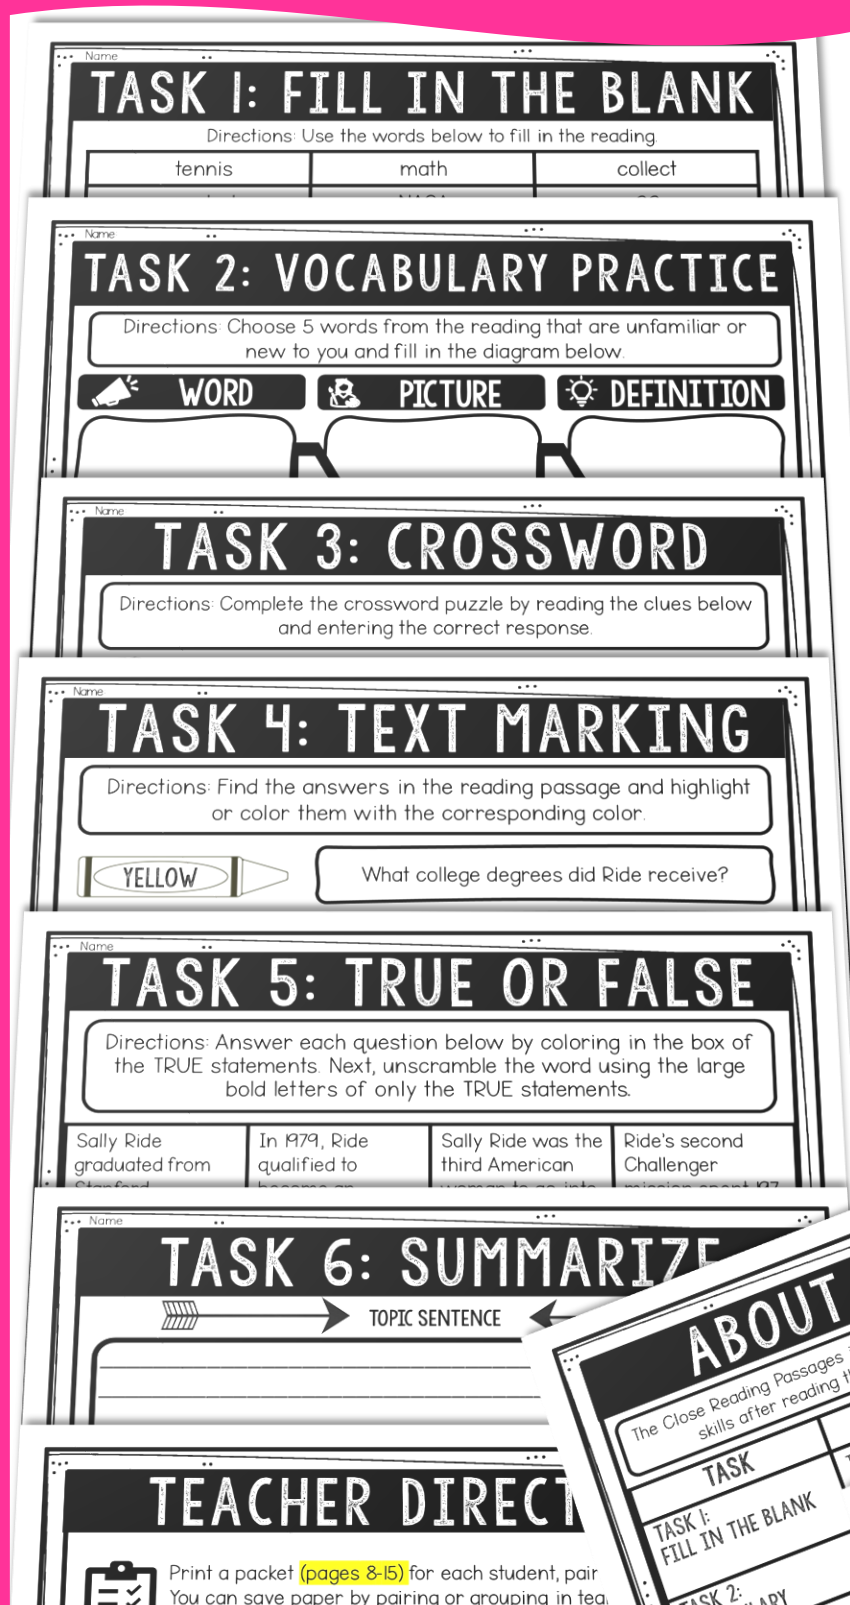 Name
TASK 1: FILL IN THE BLANK
Directions: Use the words below to fill in the reading.
tennis math collect
Name
TASK 2: VOCABULARY PRACTICE
Directions: Choose 5 words from the reading that are unfamiliar or
new to you and fill in the diagram below.
WORD PICTURE DEFINITION
Name
TASK 3: CROSSWORD
Directions: Complete the crossword puzzle by reading the clues below
and entering the correct response.
Name
TASK 4: TEXT MARKING
Directions: Find the answers in the reading passage and highlight
or color them with the corresponding color.
YELLOW What college degrees did Ride receive?
Name
TASK 5: TRUE OR FALSE
Directions: Answer each question below by coloring in the box of
the TRUE statements. Next, unscramble the word using the large
bold letters of only the TRUE statements.
Sally Ride
graduated from
In 1979, Ride
qualified to
Sally Ride was the
third American
Ride's second
Challenger
Name
TASK 6: SUMMARIZE
TOPIC SENTENCE
ABOUT
The Close Reading Passages
skills after reading
TASK
TASK 1:
FILL IN THE BLANK
TASK 2:
TEACHER DIRECT
Print a packet (pages 8-15) for each student, pair
You can save paper by pairing or grouping in